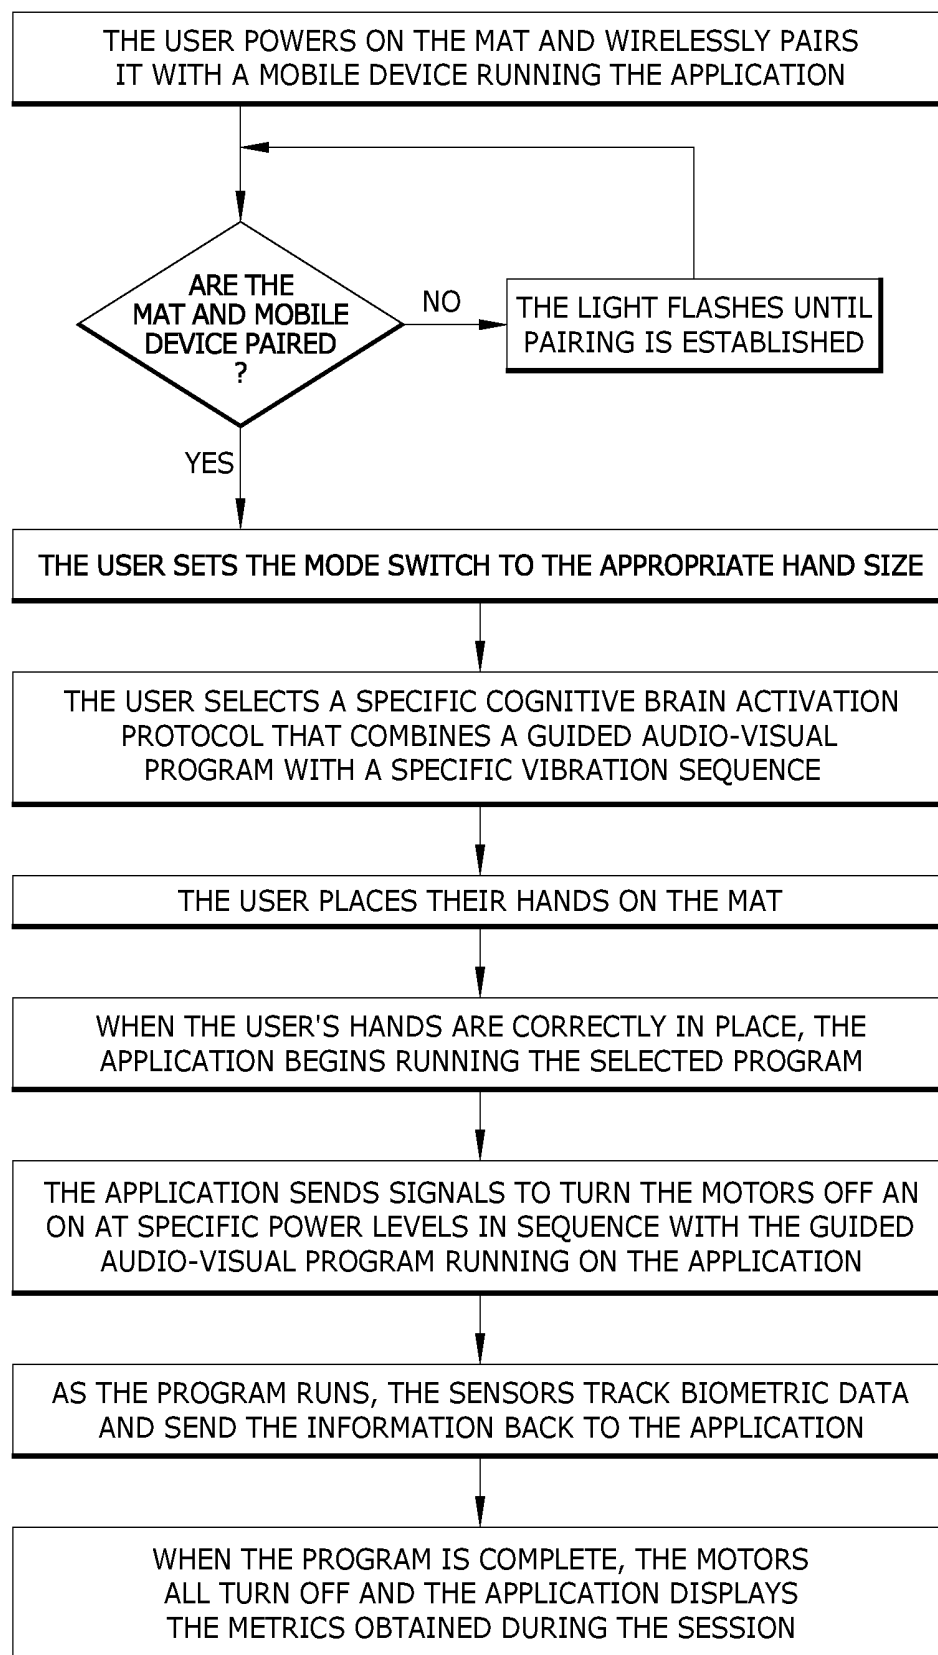 THE USER POWERS ON THE MAT AND WIRELESSLY PAIRS
IT WITH A MOBILE DEVICE RUNNING THE APPLICATION
ARE THE
MAT AND MOBILE
DEVICE PAIRED
?
NO
THE LIGHT FLASHES UNTIL
PAIRING IS ESTABLISHED
YES
THE USER SETS THE MODE SWITCH TO THE APPROPRIATE HAND SIZE
THE USER SELECTS A SPECIFIC COGNITIVE BRAIN ACTIVATION
PROTOCOL THAT COMBINES A GUIDED AUDIO-VISUAL
PROGRAM WITH A SPECIFIC VIBRATION SEQUENCE
THE USER PLACES THEIR HANDS ON THE MAT
WHEN THE USER'S HANDS ARE CORRECTLY IN PLACE, THE
APPLICATION BEGINS RUNNING THE SELECTED PROGRAM
THE APPLICATION SENDS SIGNALS TO TURN THE MOTORS OFF AN
ON AT SPECIFIC POWER LEVELS IN SEQUENCE WITH THE GUIDED
AUDIO-VISUAL PROGRAM RUNNING ON THE APPLICATION
AS THE PROGRAM RUNS, THE SENSORS TRACK BIOMETRIC DATA
AND SEND THE INFORMATION BACK TO THE APPLICATION
WHEN THE PROGRAM IS COMPLETE, THE MOTORS
ALL TURN OFF AND THE APPLICATION DISPLAYS
THE METRICS OBTAINED DURING THE SESSION